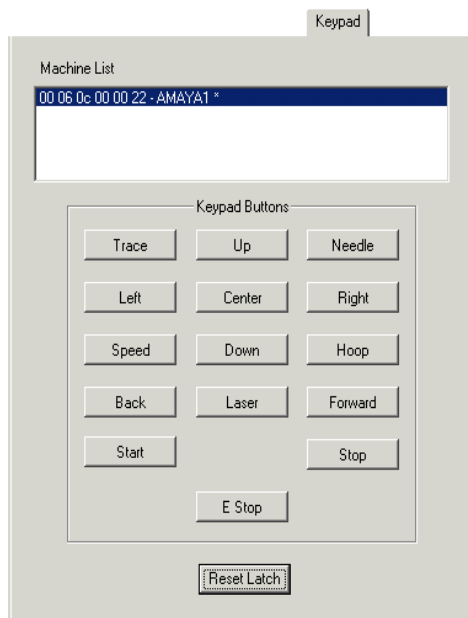 Keypad
Machine List
00 06 0c 00 00 22 - AMAYA1 *
Keypad Buttons
Trace Up Needle
Left Center Right
Speed Down Hoop
Back Laser Forward
Start Stop
E Stop
Reset Latch